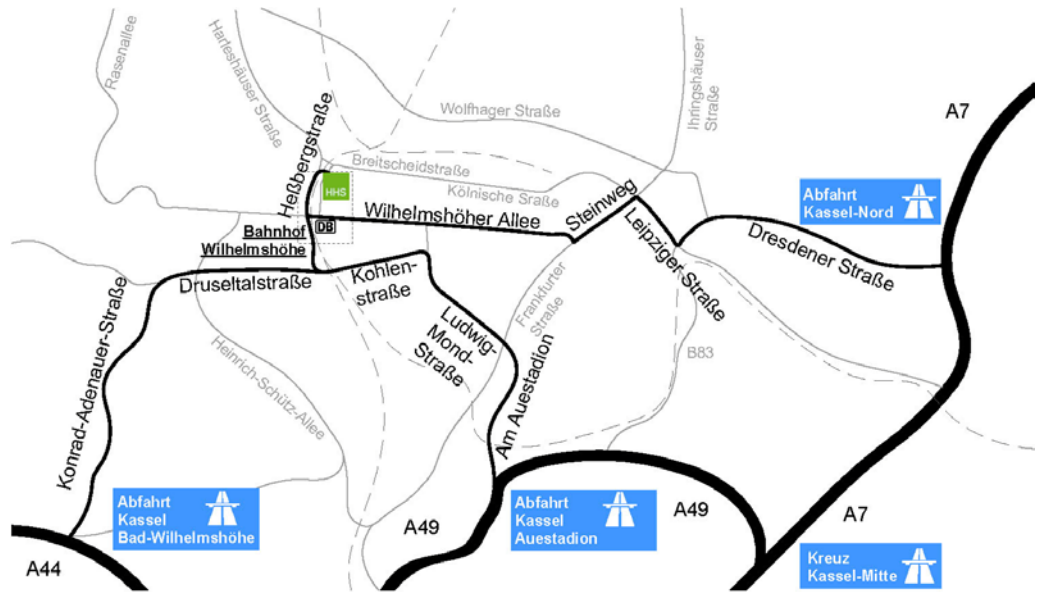 Rasenallee
Harleshäuser Straße
Wolfhager Straße
Ihringshäuser
Straße
A7
Heßbergstraße
Breitscheidstraße
Kölnische Sraße
HHS
Abfahrt
Kassel-Nord
Wilhelmshöher Allee
Steinweg
DB
Bahnhof
Wilhelmshöhe
Leipziger Straße
Dresdener Straße
Druseltalstraße
Kohlen-
straße
Frankfurter
Straße
Konrad-Adenauer-Straße
Ludwig-
Mond-
Straße
Heinrich-Schütz-Allee
Am Auestadion
B83
Abfahrt
Kassel
Bad-Wilhelmshöhe
A49
Abfahrt
Kassel
Auestadion
A49
A7
A44
Kreuz
Kassel-Mitte